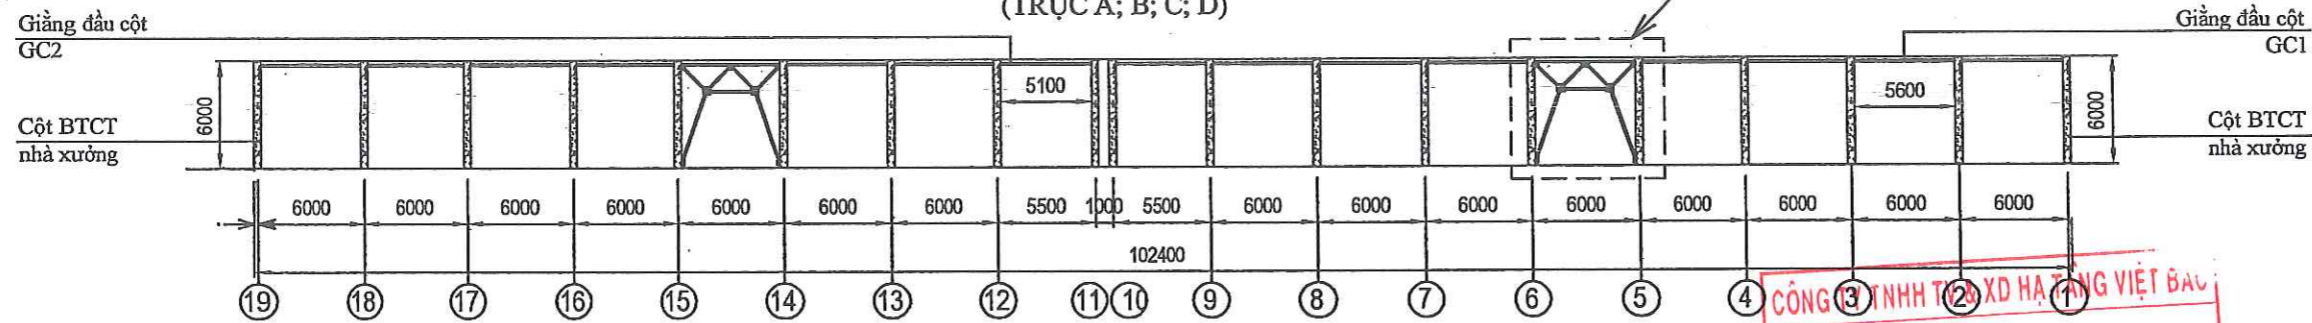 (TRỤC A; B; C; D)
Giằng đầu cột
GC2
Giằng đầu cột
GC1
5100
5600
6000
6000
Cột BTCT
nhà xưởng
Cột BTCT
nhà xưởng
6000 6000 6000 6000 6000 6000 6000 5500 1000 5500 6000 6000 6000 6000 6000 6000 6000 6000
102400
19 18 17 16 15 14 13 12 11 10 9 8 7 6 5 4 3 2 1
CÔNG TY TNHH TV & XD HẠ TẦNG VIỆT BẮC